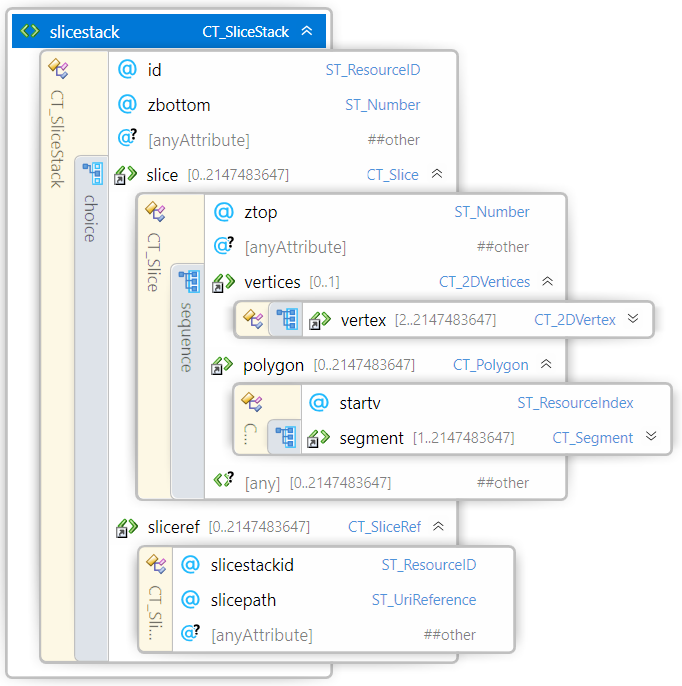 slicestack CT_SliceStack
CT_SliceStack
id ST_ResourceID
zbottom ST_Number
[anyAttribute] ##other
choice
slice [0..2147483647] CT_Slice
CT_Slice
ztop ST_Number
[anyAttribute] ##other
sequence
vertices [0..1] CT_2DVertices
vertex [2..2147483647] CT_2DVertex
polygon [0..2147483647] CT_Polygon
C...
startv ST_ResourceIndex
segment [1..2147483647] CT_Segment
[any] [0..2147483647] ##other
sliceref [0..2147483647] CT_SliceRef
CT_Sli...
slicestackid ST_ResourceID
slicepath ST_UriReference
[anyAttribute] ##other